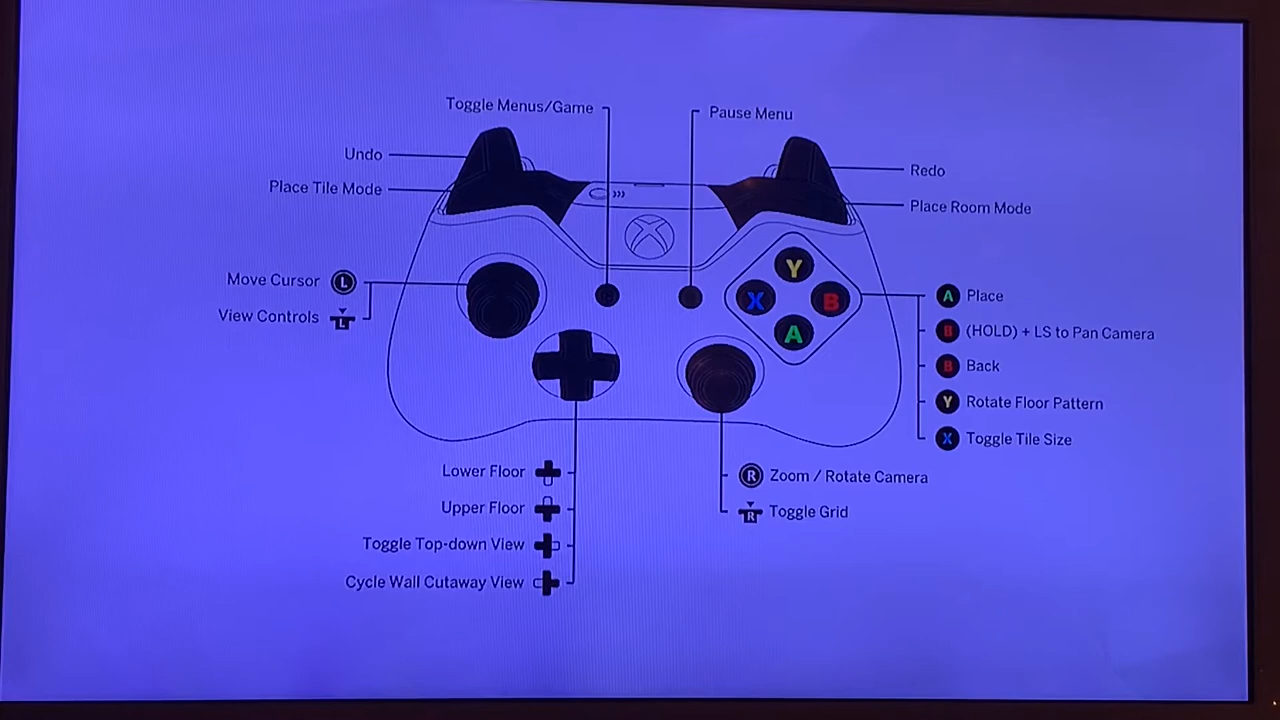 Toggle Menus/Game
Pause Menu
Undo
Redo
Place Tile Mode
Place Room Mode
Y
X
B
A
Move Cursor L
View Controls L
A Place
B (HOLD) + LS to Pan Camera
B Back
Y Rotate Floor Pattern
X Toggle Tile Size
Lower Floor
Upper Floor
Toggle Top-down View
Cycle Wall Cutaway View
R Zoom / Rotate Camera
R Toggle Grid